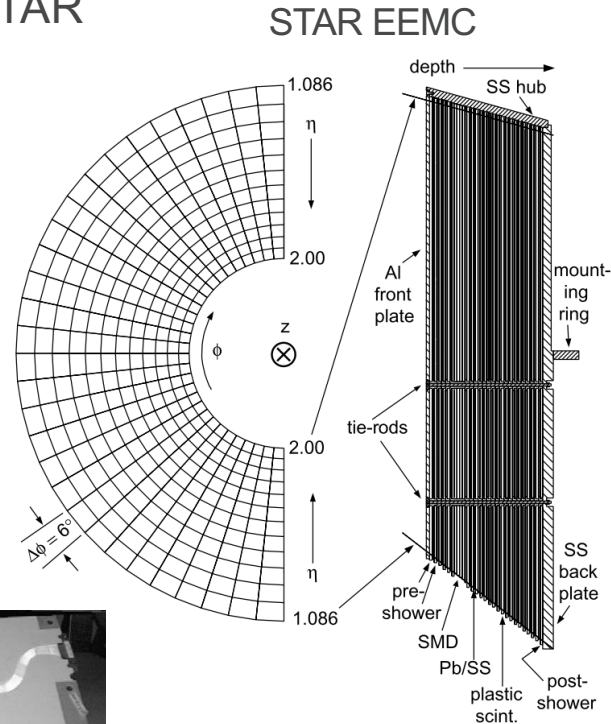 TAR
STAR EEMC
1.086
η
2.00
z
ϕ
2.00
Δϕ = 6°
η
1.086
depth
SS hub
Al
front
plate
mount-
ing
ring
tie-rods
SS
back
plate
pre-
shower
SMD
Pb/SS
plastic
scint.
post-
shower